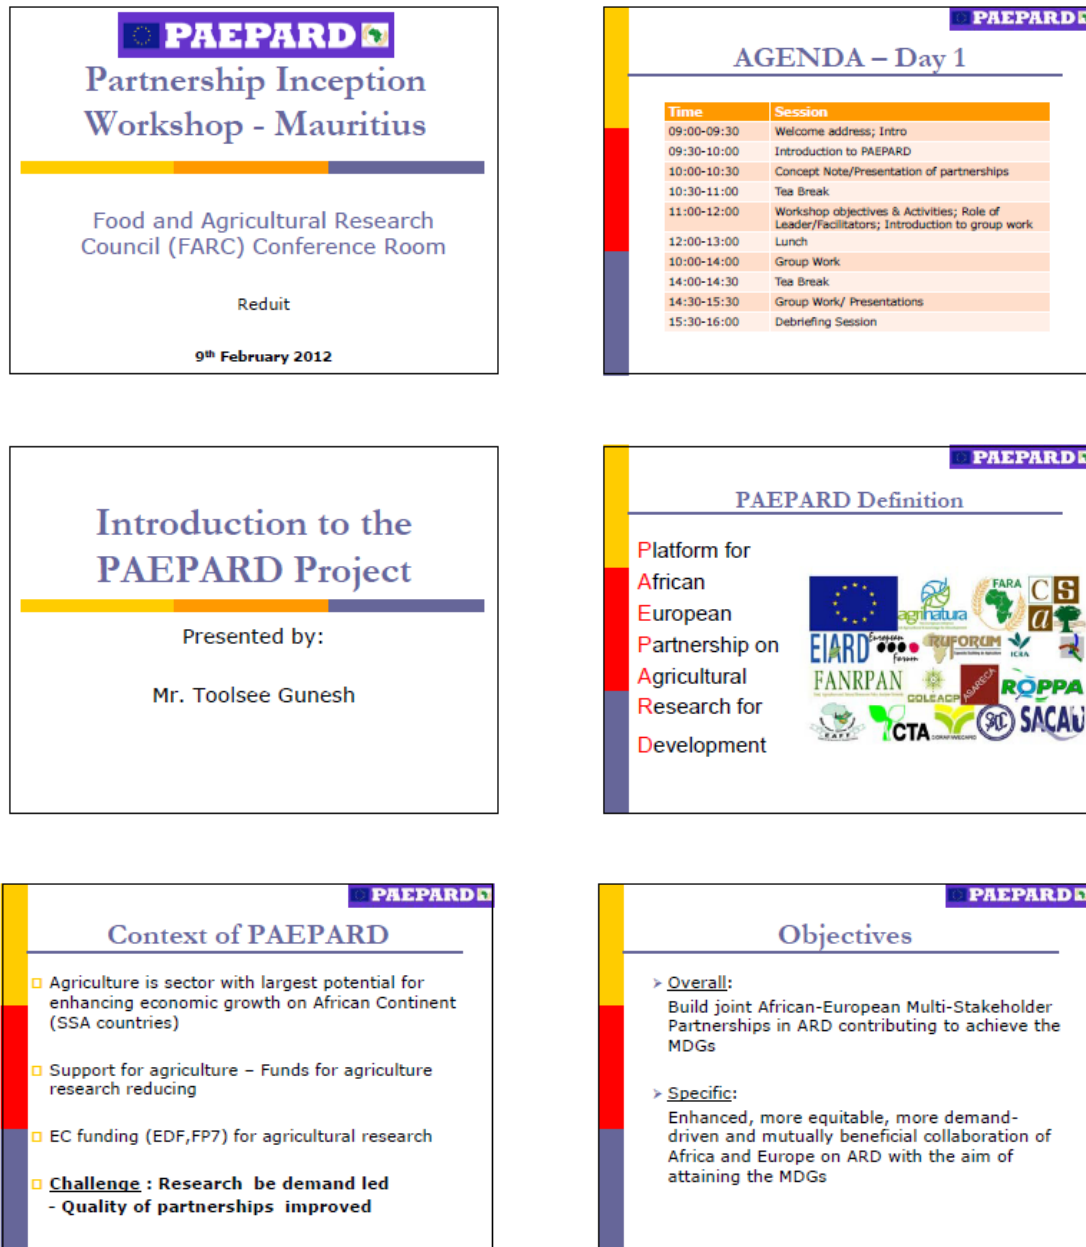 PAEPARD
Partnership Inception
Workshop - Mauritius
Food and Agricultural Research
Council (FARC) Conference Room
Reduit
9th February 2012
PAEPARD
AGENDA – Day 1
Time Session
09:00-09:30 Welcome address; Intro
09:30-10:00 Introduction to PAEPARD
10:00-10:30 Concept Note/Presentation of partnerships
10:30-11:00 Tea Break
11:00-12:00 Workshop objectives & Activities; Role of
Leader/Facilitators; Introduction to group work
12:00-13:00 Lunch
10:00-14:00 Group Work
14:00-14:30 Tea Break
14:30-15:30 Group Work/ Presentations
15:30-16:00 Debriefing Session
Introduction to the
PAEPARD Project
Presented by:
Mr. Toolsee Gunesh
PAEPARD
PAEPARD Definition
Platform for
African
European
Partnership on
Agricultural
Research for
Development
agrinatura
FARA
CSa
EIARD
European
Forum
RUFORUM
ICRA
FANRPAN
COLEACP
ASARECA
ROPPA
EAFF
CTA
SACAU
PAEPARD
Context of PAEPARD
Agriculture is sector with largest potential for
enhancing economic growth on African Continent
(SSA countries)
Support for agriculture – Funds for agriculture
research reducing
EC funding (EDF,FP7) for agricultural research
Challenge : Research be demand led
- Quality of partnerships improved
PAEPARD
Objectives
Overall:
Build joint African-European Multi-Stakeholder
Partnerships in ARD contributing to achieve the
MDGs
Specific:
Enhanced, more equitable, more demand-
driven and mutually beneficial collaboration of
Africa and Europe on ARD with the aim of
attaining the MDGs